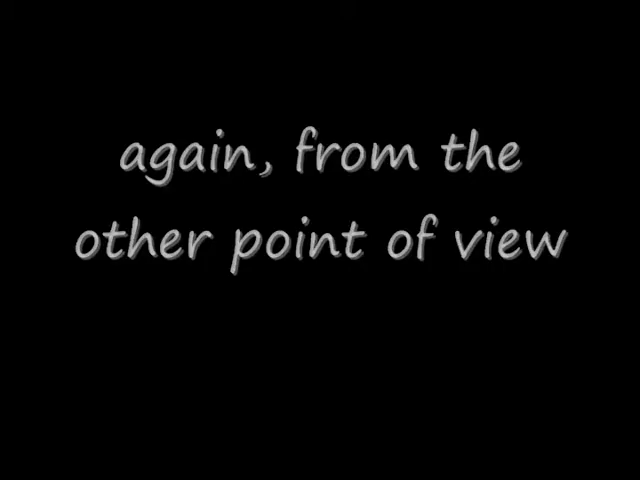 again, from the
other point of view